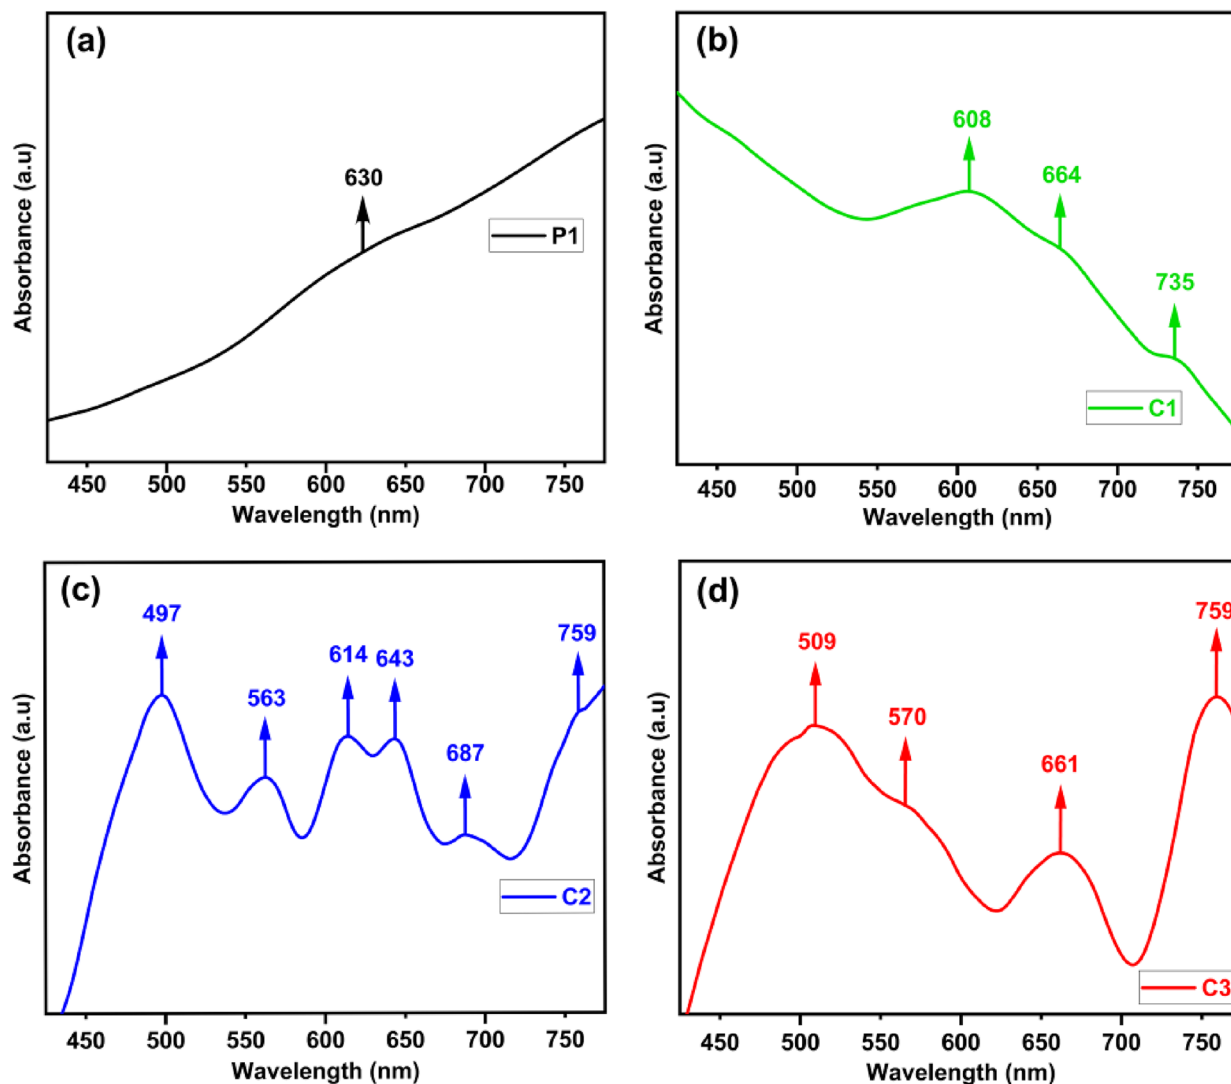 (a)
630
P1
Absorbance (a.u)
450 500 550 600 650 700 750
Wavelength (nm)
(b)
608
664
735
C1
Absorbance (a.u)
450 500 550 600 650 700 750
Wavelength (nm)
(c)
497
563
614
643
687
759
C2
Absorbance (a.u)
450 500 550 600 650 700 750
Wavelength (nm)
(d)
509
570
661
759
C3
Absorbance (a.u)
450 500 550 600 650 700 750
Wavelength (nm)